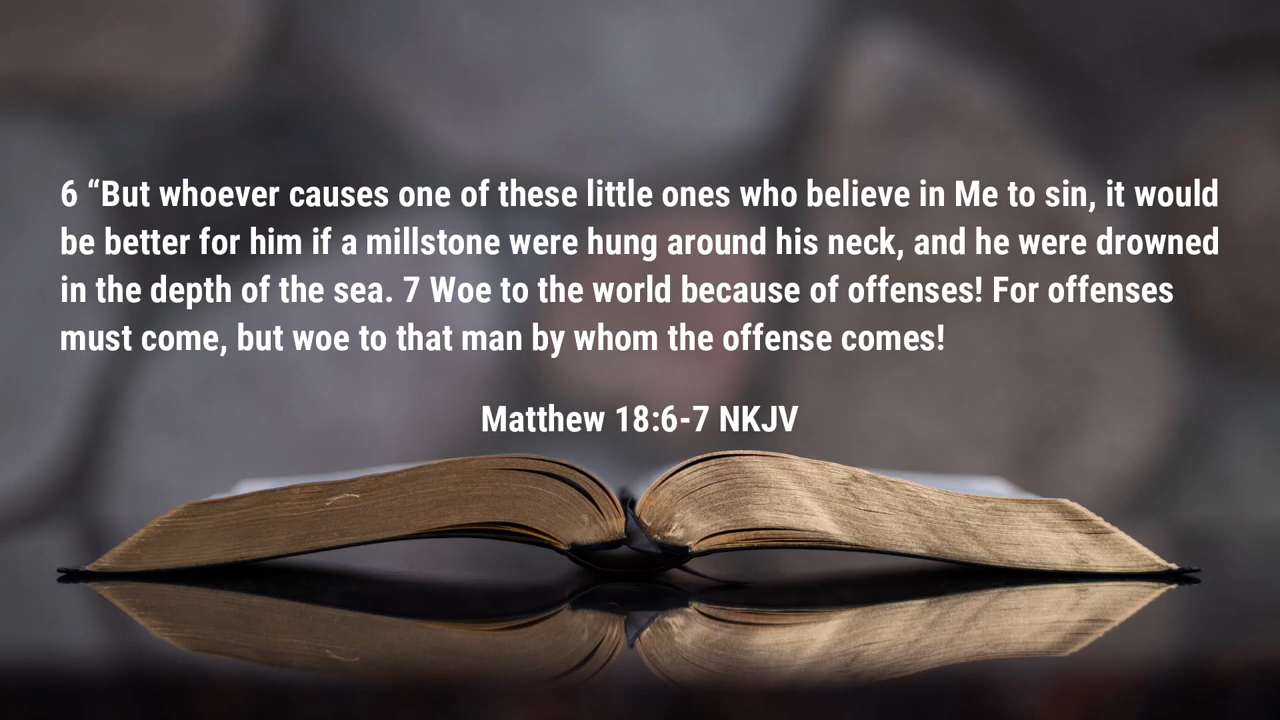 6 “But whoever causes one of these little ones who believe in Me to sin, it would
be better for him if a millstone were hung around his neck, and he were drowned
in the depth of the sea. 7 Woe to the world because of offenses! For offenses
must come, but woe to that man by whom the offense comes!
Matthew 18:6-7 NKJV